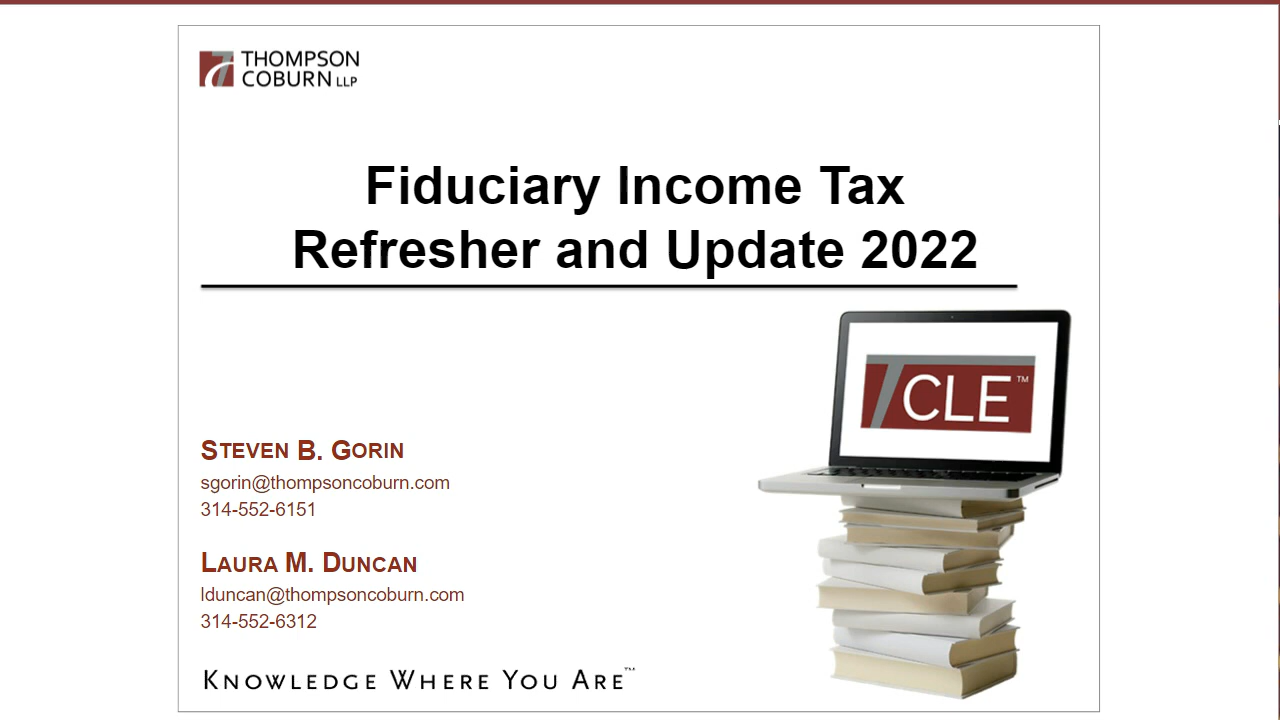 THOMPSON
COBURN LLP
Fiduciary Income Tax
Refresher and Update 2022
CLE™
STEVEN B. GORIN
sgorin@thompsoncoburn.com
314-552-6151
LAURA M. DUNCAN
lduncan@thompsoncoburn.com
314-552-6312
KNOWLEDGE WHERE YOU ARE™